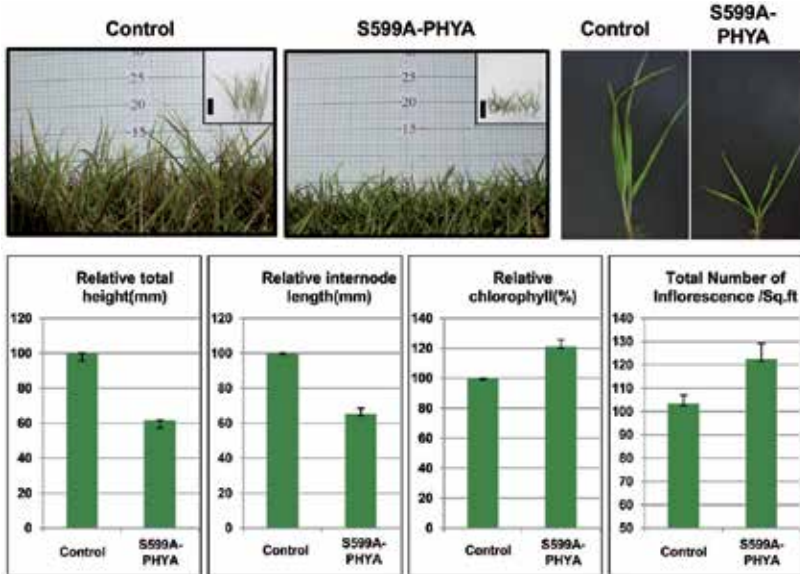 Control
S599A-PHYA
Control
S599A-
PHYA
25
20
15
25
20
15
Relative total
height(mm)
120
100
80
60
40
20
0
Control
S599A-
PHYA
Relative internode
length(mm)
120
100
80
60
40
20
0
Control
S599A-
PHYA
Relative
chlorophyll(%)
140
120
100
80
60
40
20
0
Control
S599A-
PHYA
Total Number of
Inflorescence /Sq.ft
140
130
120
110
100
90
80
70
60
50
Control
S599A-
PHYA